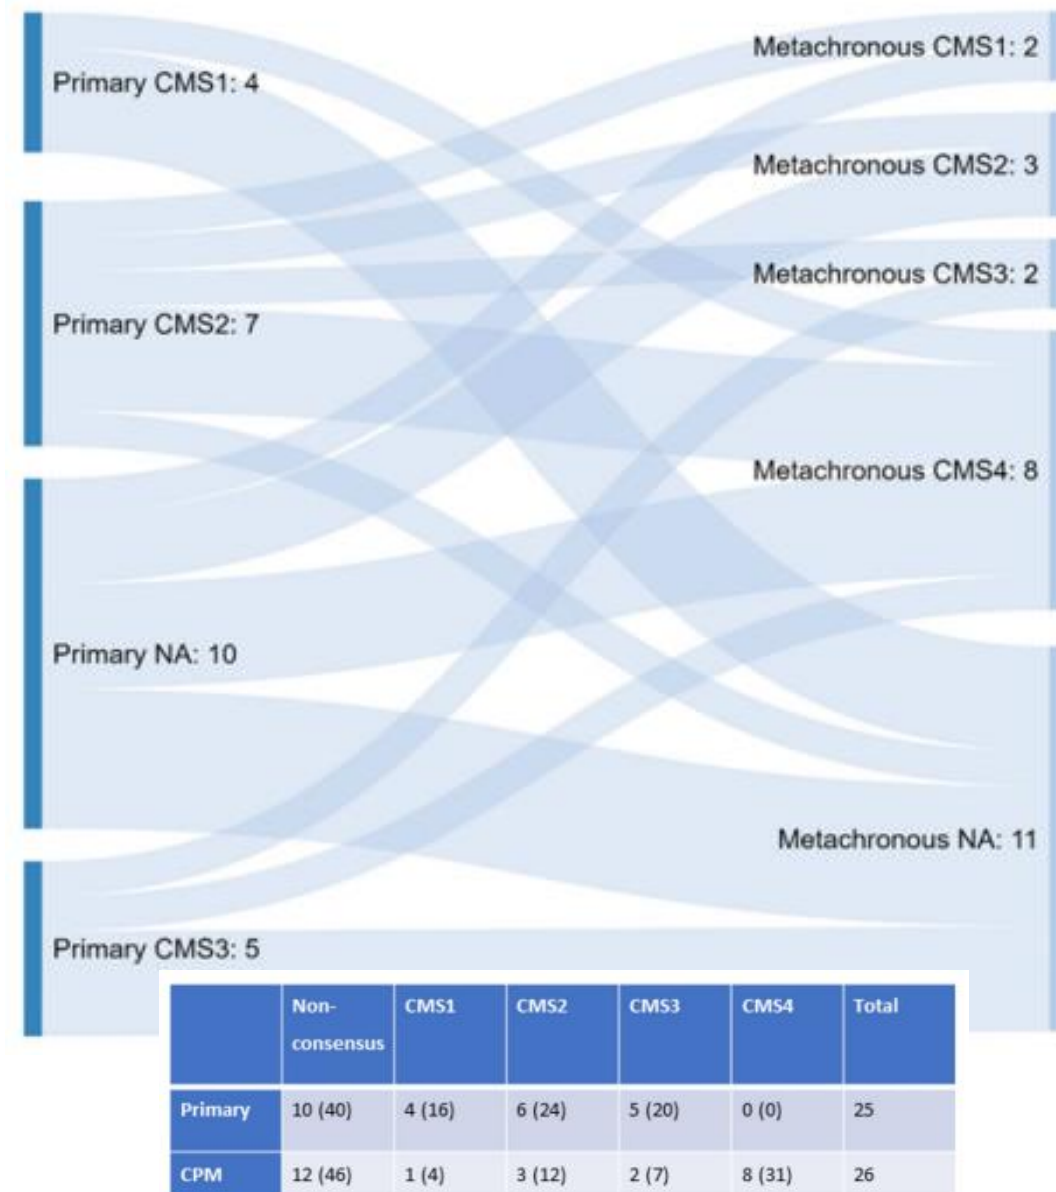 Primary CMS1: 4
Primary CMS2: 7
Primary NA: 10
Primary CMS3: 5
Metachronous CMS1: 2
Metachronous CMS2: 3
Metachronous CMS3: 2
Metachronous CMS4: 8
Metachronous NA: 11
Non-consensus CMS1 CMS2 CMS3 CMS4 Total
Primary 10 (40) 4 (16) 6 (24) 5 (20) 0 (0) 25
CPM 12 (46) 1 (4) 3 (12) 2 (7) 8 (31) 26